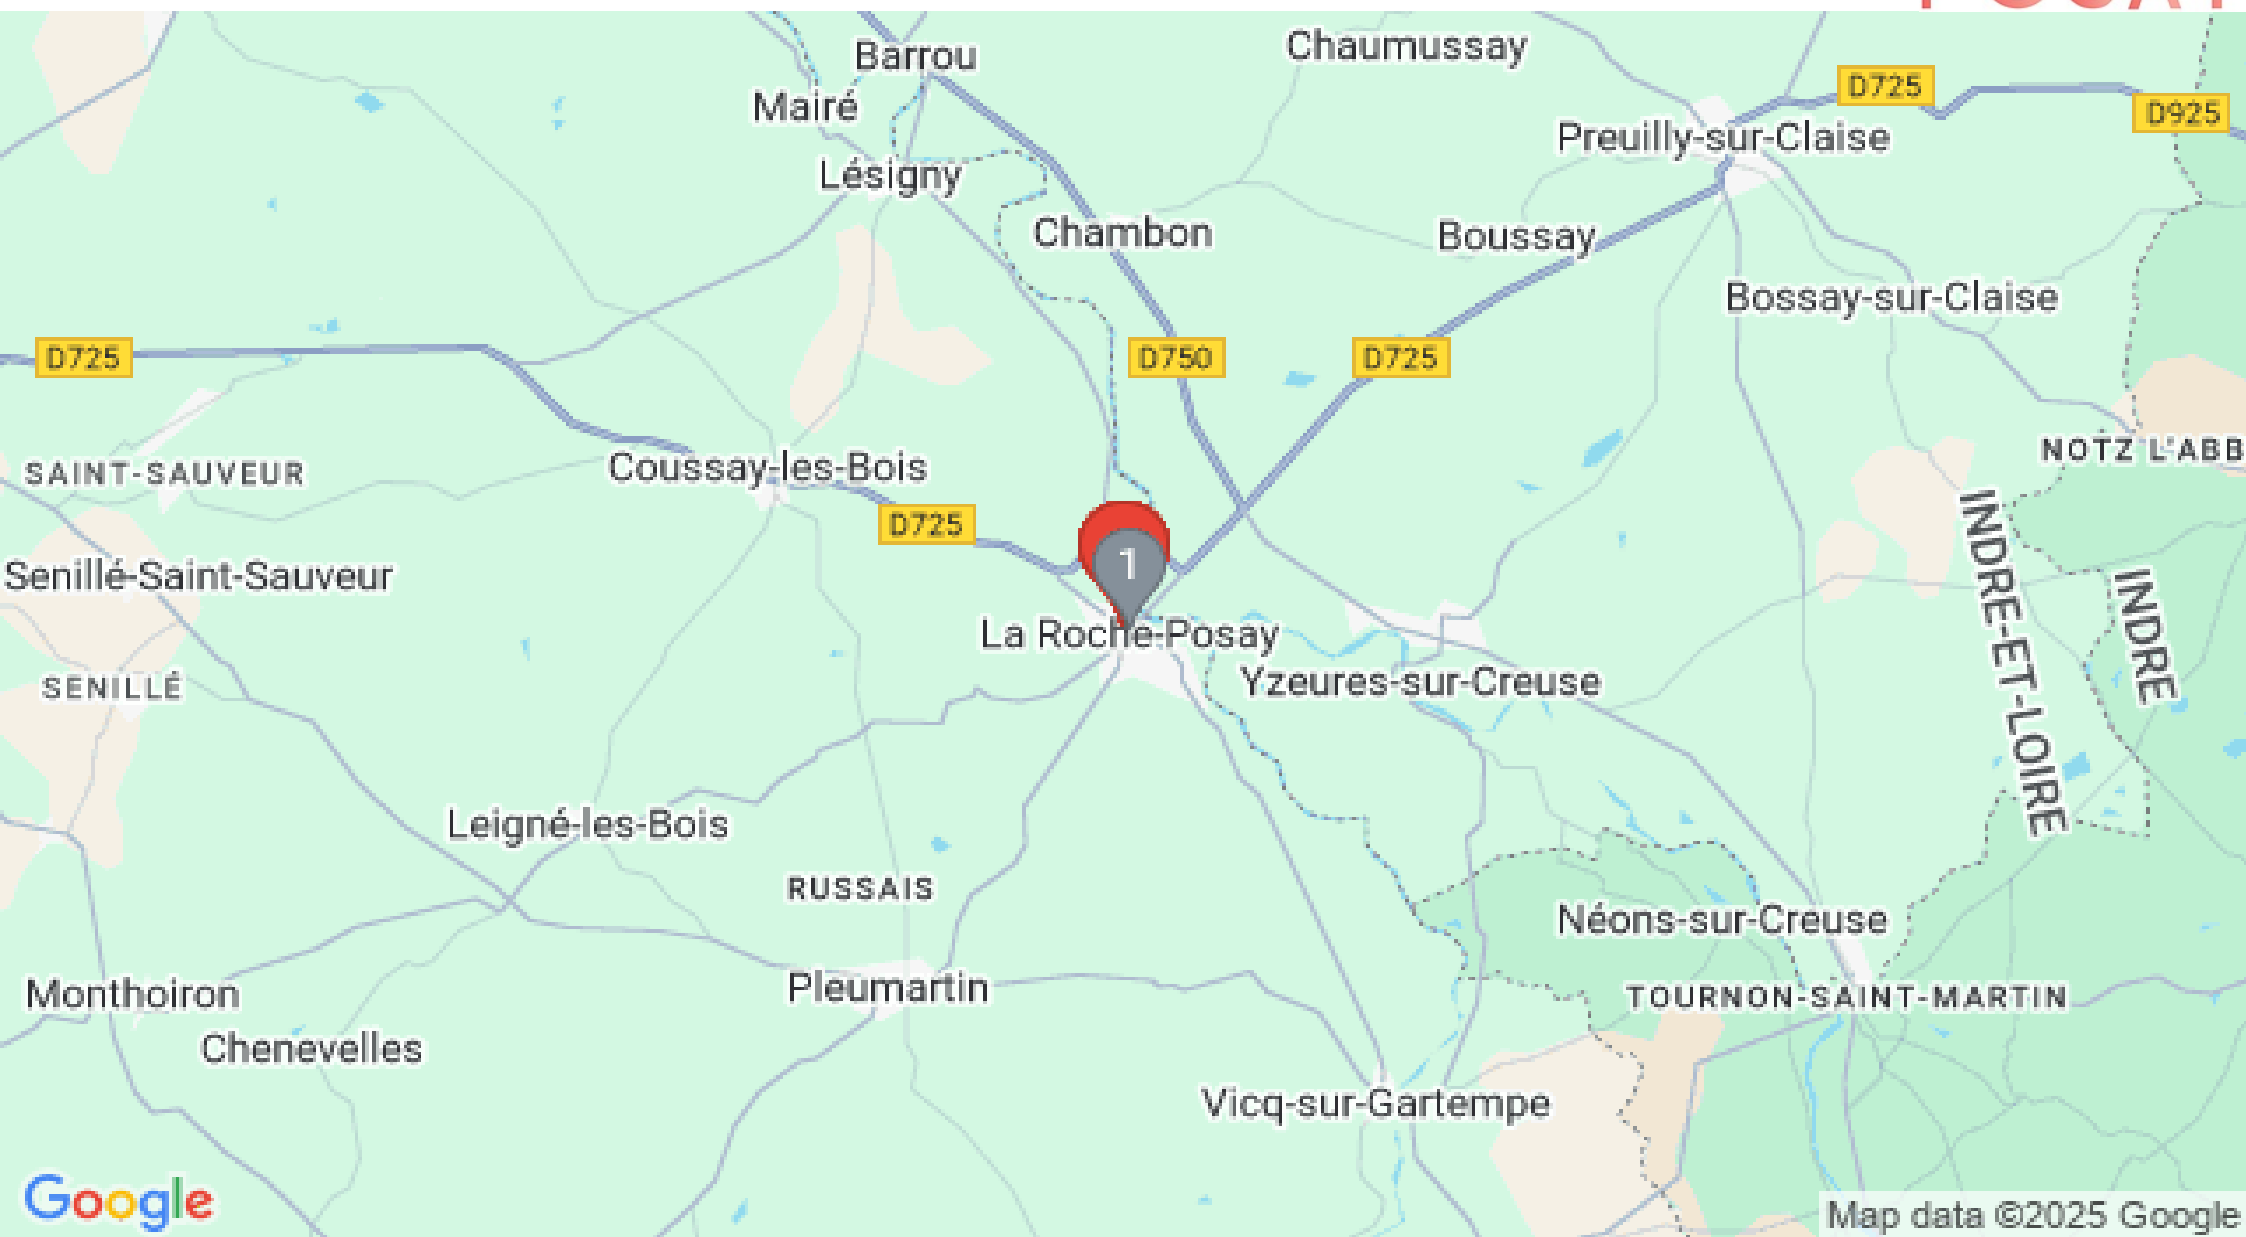 Barrou
Chaumussay
Mairé
D725
D925
Preuilly-sur-Claise
Lésigny
Chambon
Boussay
Bossay-sur-Claise
D725
D750
D725
SAINT-SAUVEUR
Coussay-les-Bois
NOTZ L'ABB
D725
INDRE-ET-LOIRE
INDRE
1
Senillé-Saint-Sauveur
La Roche-Posay
SENILLÉ
Yzeures-sur-Creuse
Leigné-les-Bois
RUSSAIS
Néons-sur-Creuse
Monthoiron
Pleumartin
TOURNON-SAINT-MARTIN
Chenevelles
Vicq-sur-Gartempe
Google
Map data ©2025 Google